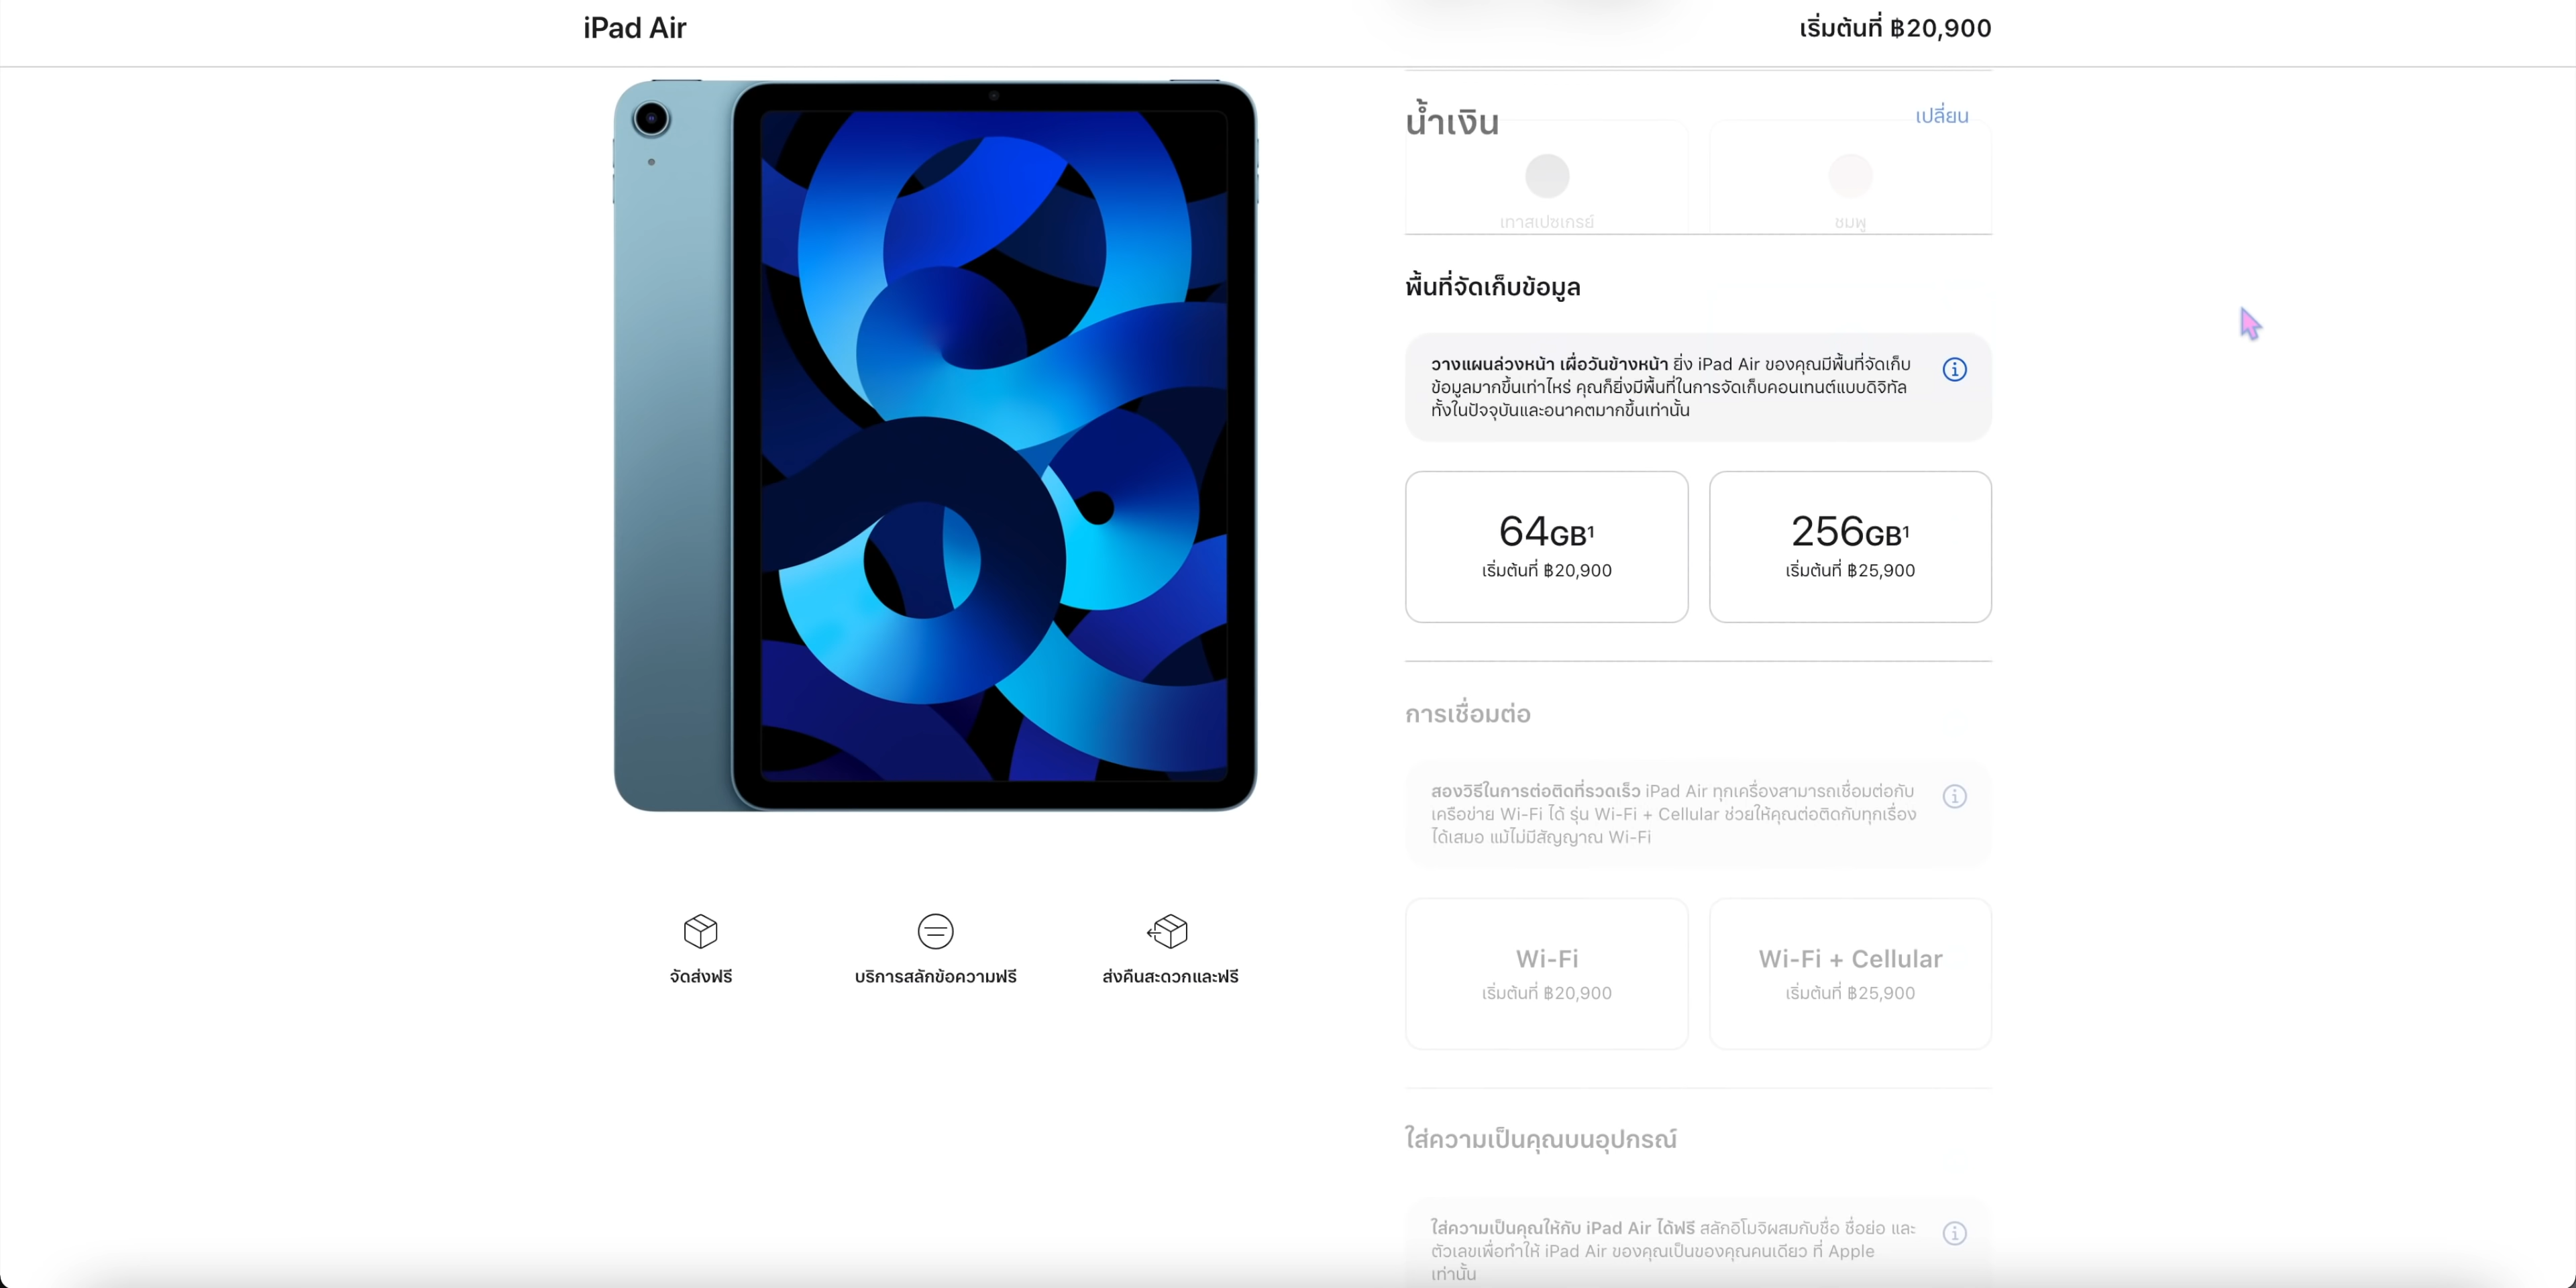 iPad Air
เริ่มต้นที่ ฿20,900
น้ำเงิน
เปลี่ยน
เทาสเปซเกรย์
ชมพู
พื้นที่จัดเก็บข้อมูล
วางแผนล่วงหน้า เผื่อวันข้างหน้า ยิ่ง iPad Air ของคุณมีพื้นที่จัดเก็บ
ข้อมูลมากขึ้นเท่าไหร่ คุณก็ยิ่งมีพื้นที่ในการจัดเก็บคอนเทนต์แบบดิจิทัล
ทั้งในปัจจุบันและอนาคตมากขึ้นเท่านั้น
64GB¹
เริ่มต้นที่ ฿20,900
256GB¹
เริ่มต้นที่ ฿25,900
การเชื่อมต่อ
สองวิธีในการต่อติดที่รวดเร็ว iPad Air ทุกเครื่องสามารถเชื่อมต่อกับ
เครือข่าย Wi-Fi ได้ รุ่น Wi-Fi + Cellular ช่วยให้คุณต่อติดกับทุกเรื่อง
ได้เสมอ แม้ไม่มีสัญญาณ Wi-Fi
Wi-Fi
เริ่มต้นที่ ฿20,900
Wi-Fi + Cellular
เริ่มต้นที่ ฿25,900
จัดส่งฟรี
บริการสลักข้อความฟรี
ส่งคืนสะดวกและฟรี
ใส่ความเป็นคุณบนอุปกรณ์
ใส่ความเป็นคุณให้กับ iPad Air ได้ฟรี สลักอิโมจิผสมกับชื่อ ชื่อย่อ และ
ตัวเลขเพื่อทำให้ iPad Air ของคุณเป็นของคุณคนเดียว ที่ Apple
เท่านั้น